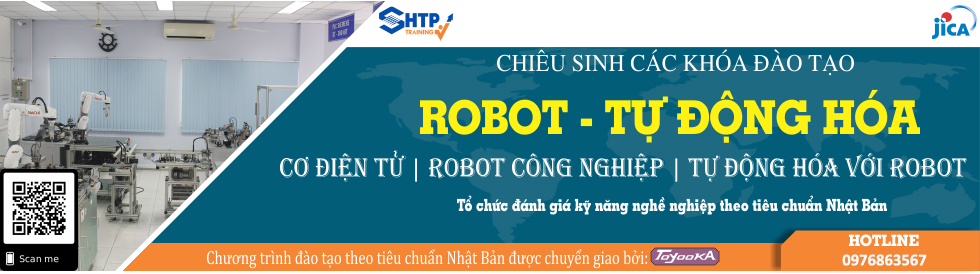 SHTP
TRAINING
jICA
CHIÊU SINH CÁC KHÓA ĐÀO TẠO
ROBOT - TỰ ĐỘNG HÓA
CƠ ĐIỆN TỬ | ROBOT CÔNG NGHIỆP | TỰ ĐỘNG HÓA VỚI ROBOT
Tổ chức đánh giá kỹ năng nghề nghiệp theo tiêu chuẩn Nhật Bản
Scan me
Chương trình đào tạo theo tiêu chuẩn Nhật Bản được chuyển giao bởi: ToyooKA
HOTLINE
0976863567